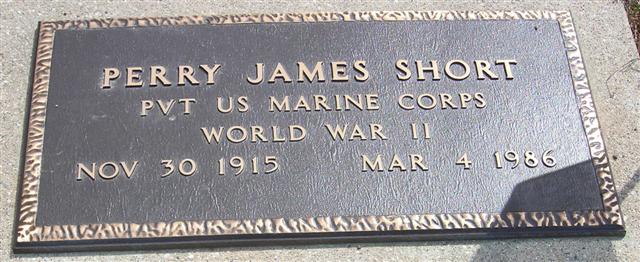 PERRY JAMES SHORT
PVT US MARINE CORPS
WORLD WAR II
NOV 30 1915 MAR 4 1986